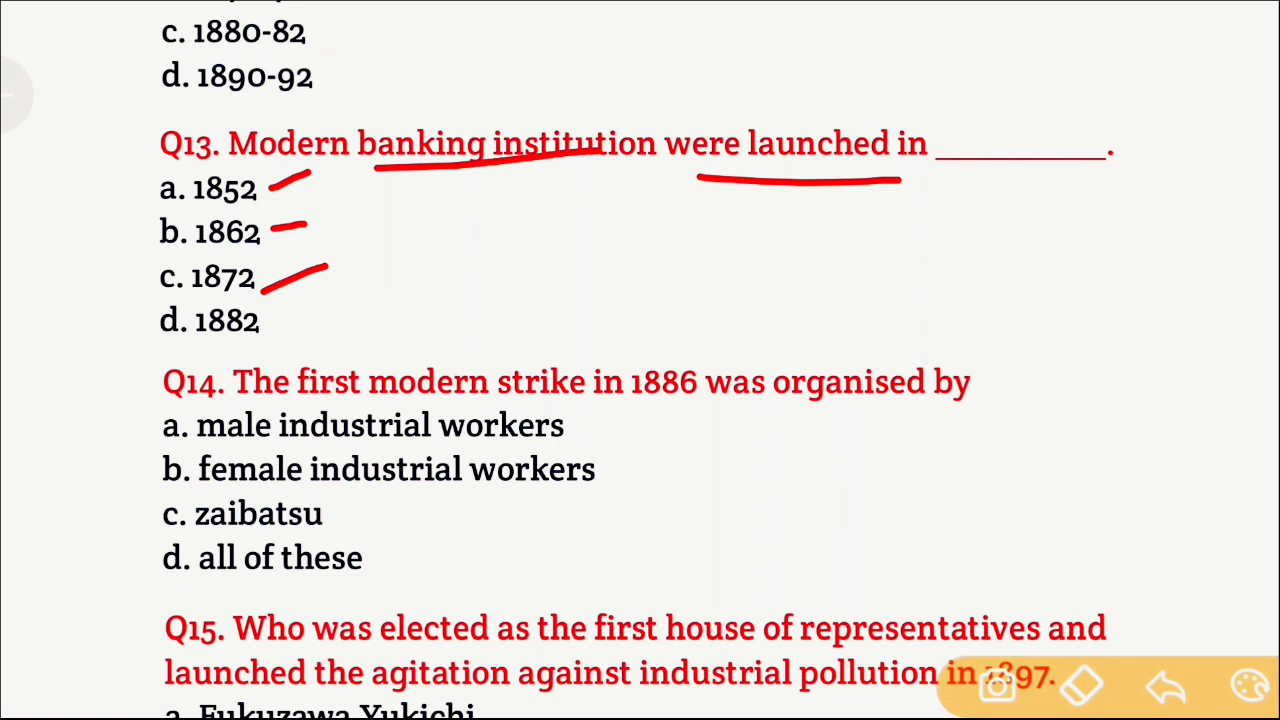 c. 1880-82
d. 1890-92
Q13. Modern banking institution were launched in __________.
a. 1852
b. 1862
c. 1872
d. 1882
Q14. The first modern strike in 1886 was organised by
a. male industrial workers
b. female industrial workers
c. zaibatsu
d. all of these
Q15. Who was elected as the first house of representatives and
launched the agitation against industrial pollution in 1897.
a. Fukuzawa Yukichi